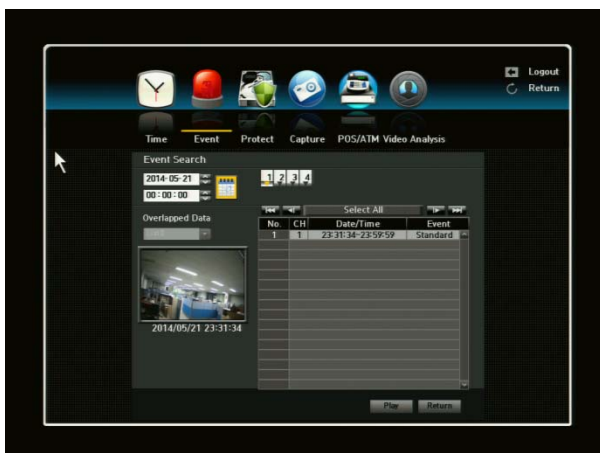 Logout
Return
Time Event Protect Capture POS/ATM Video Analysis
Event Search
2014-05-21
00:00:00
1 2 3 4
Overlapped Data
Select All
No. CH Date/Time Event
1 1 23:31:34~23:59:59 Standard
2014/05/21 23:31:34
Play Return